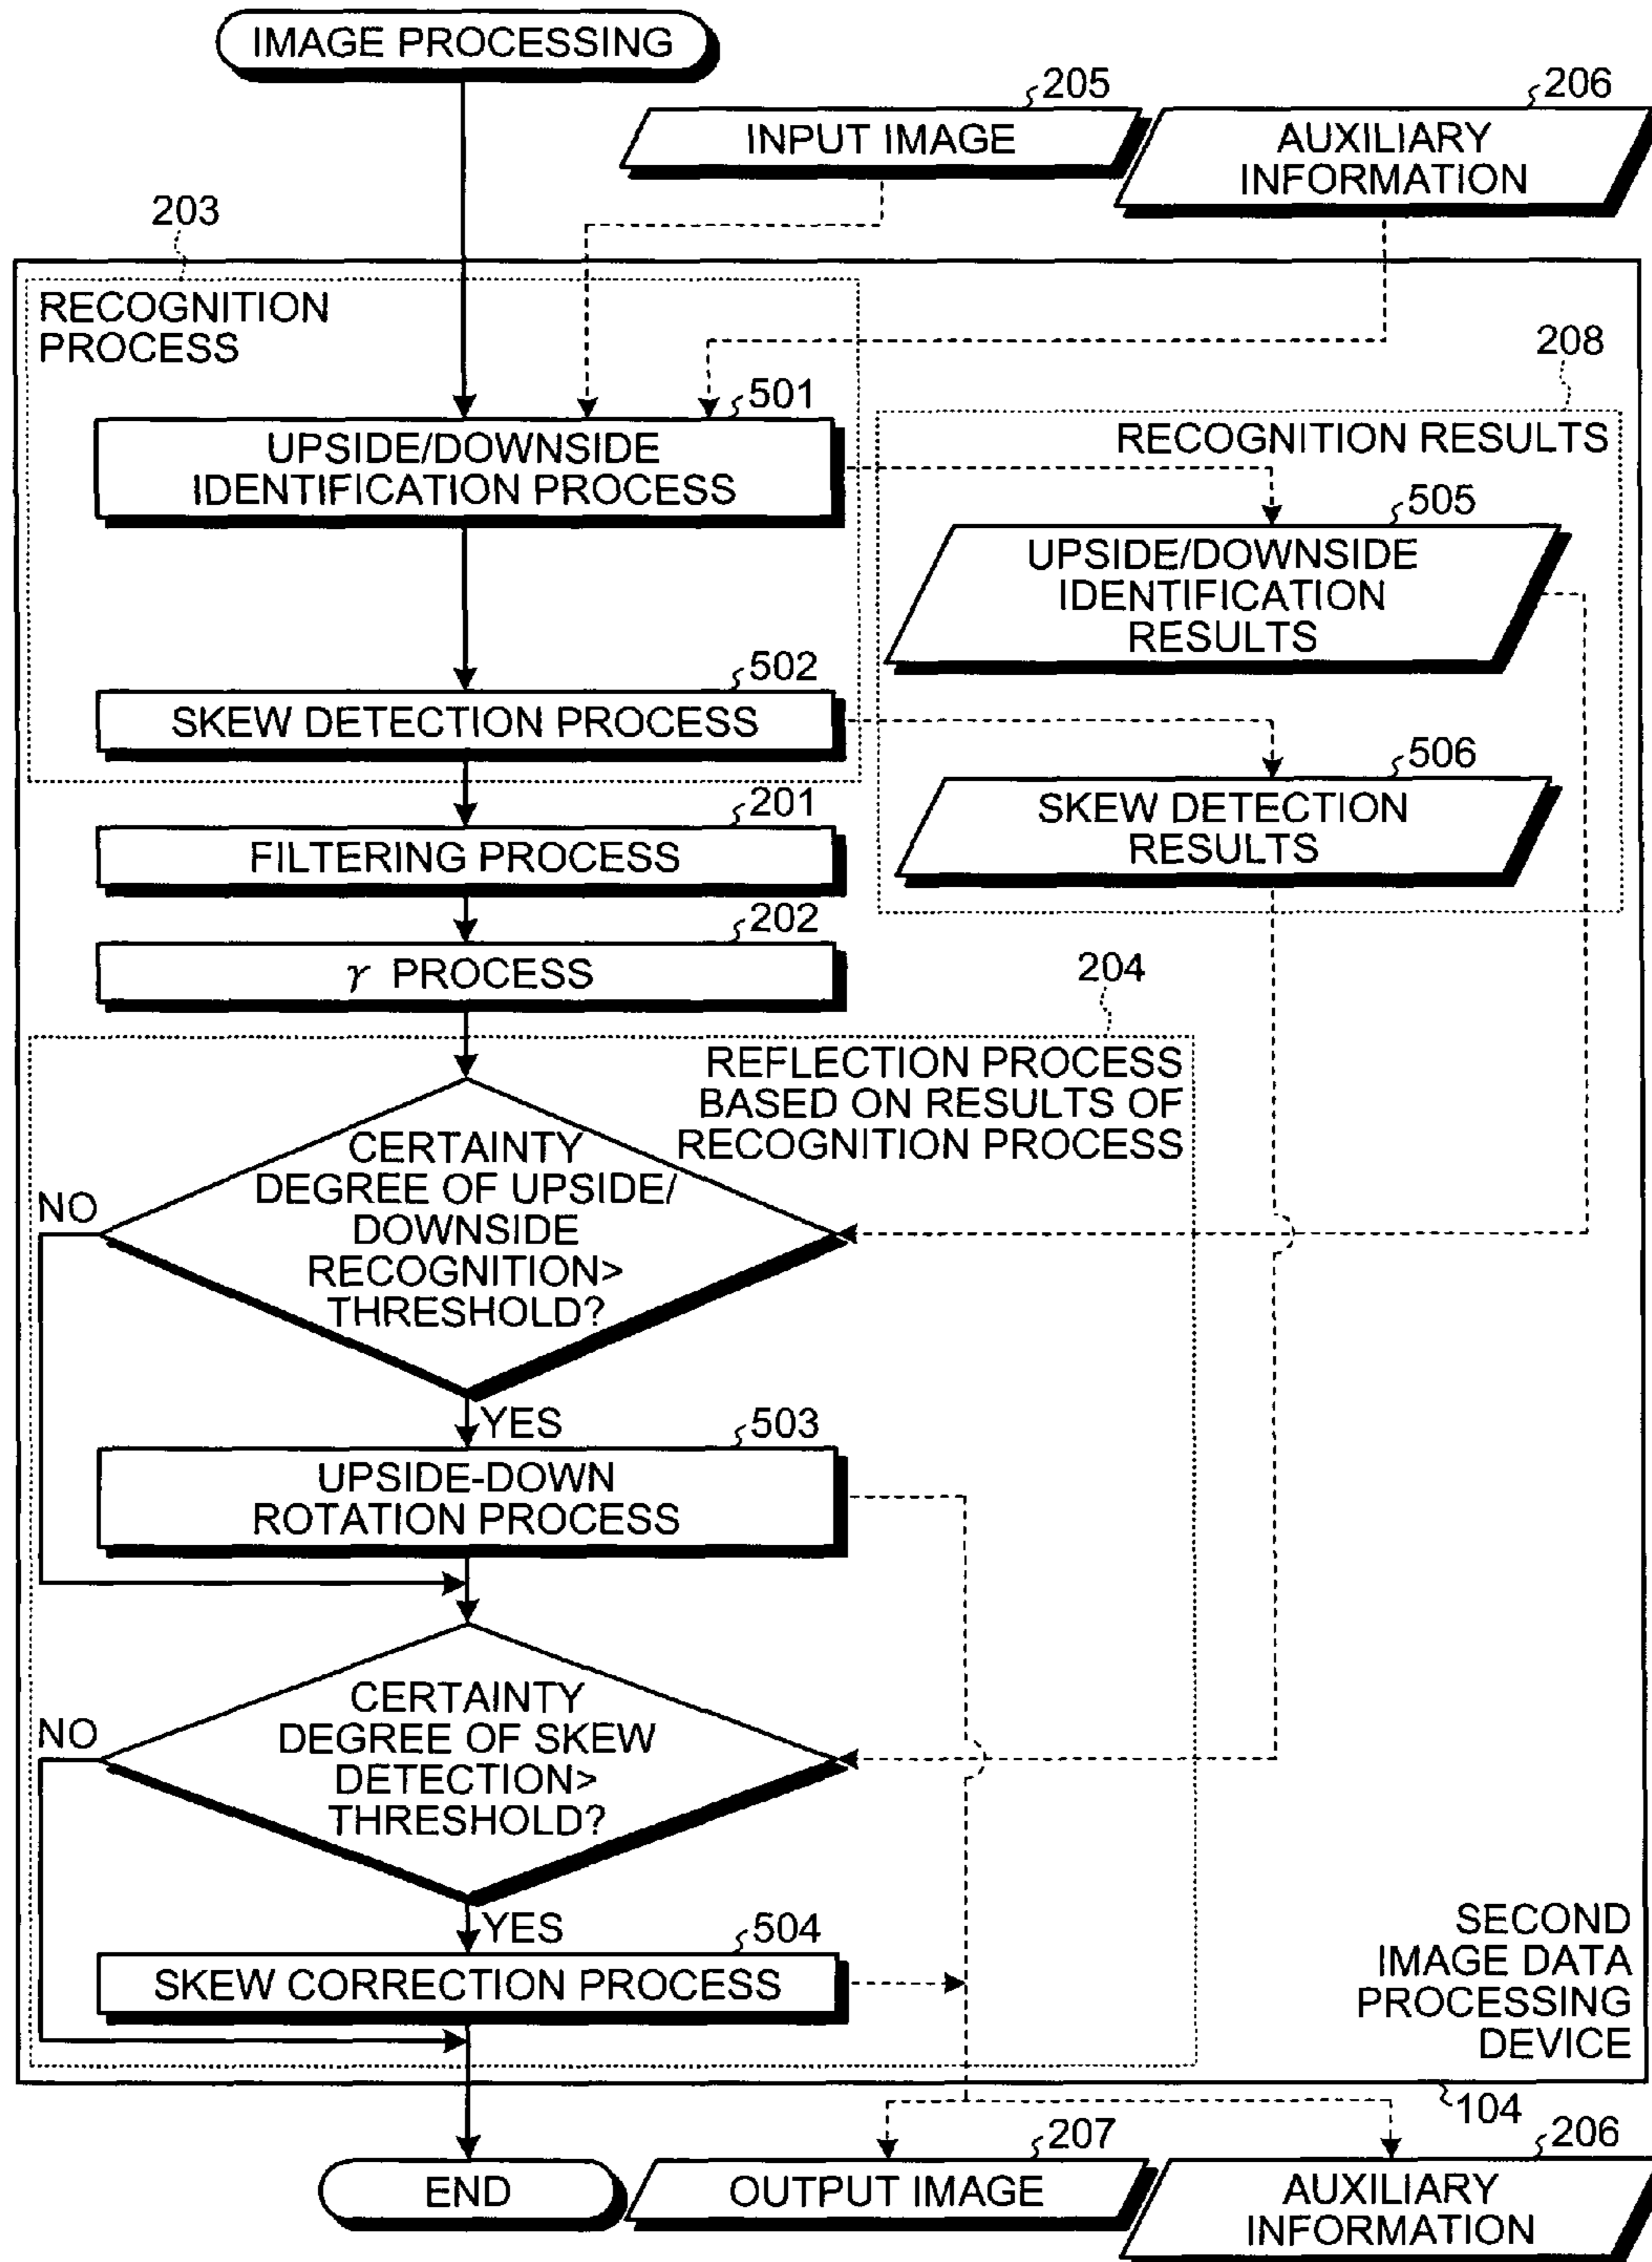 IMAGE PROCESSING
205
INPUT IMAGE
206
AUXILIARY
INFORMATION
203
RECOGNITION
PROCESS
208
501
UPSIDE/DOWNSIDE
IDENTIFICATION PROCESS
RECOGNITION RESULTS
505
UPSIDE/DOWNSIDE
IDENTIFICATION
RESULTS
502
SKEW DETECTION PROCESS
506
SKEW DETECTION
RESULTS
201
FILTERING PROCESS
202
γ PROCESS
204
REFLECTION PROCESS
BASED ON RESULTS OF
RECOGNITION PROCESS
CERTAINTY
DEGREE OF UPSIDE/
DOWNSIDE
RECOGNITION>
THRESHOLD?
NO
YES
503
UPSIDE-DOWN
ROTATION PROCESS
CERTAINTY
DEGREE OF SKEW
DETECTION>
THRESHOLD?
NO
YES
504
SKEW CORRECTION PROCESS
SECOND
IMAGE DATA
PROCESSING
DEVICE
104
END
207
OUTPUT IMAGE
206
AUXILIARY
INFORMATION